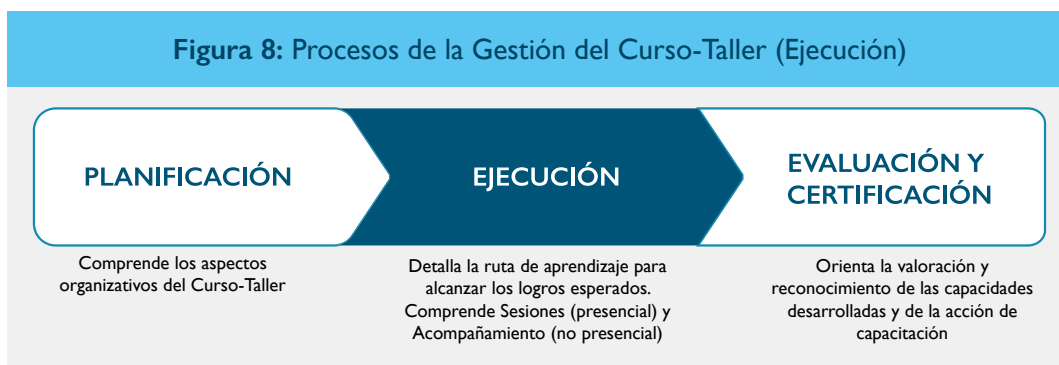 Figura 8: Procesos de la Gestión del Curso-Taller (Ejecución)
PLANIFICACIÓN
Comprende los aspectos
organizativos del Curso-Taller
EJECUCIÓN
Detalla la ruta de aprendizaje para
alcanzar los logros esperados.
Comprende Sesiones (presencial) y
Acompañamiento (no presencial)
EVALUACIÓN Y
CERTIFICACIÓN
Orienta la valoración y
reconocimiento de las capacidades
desarrolladas y de la acción de
capacitación